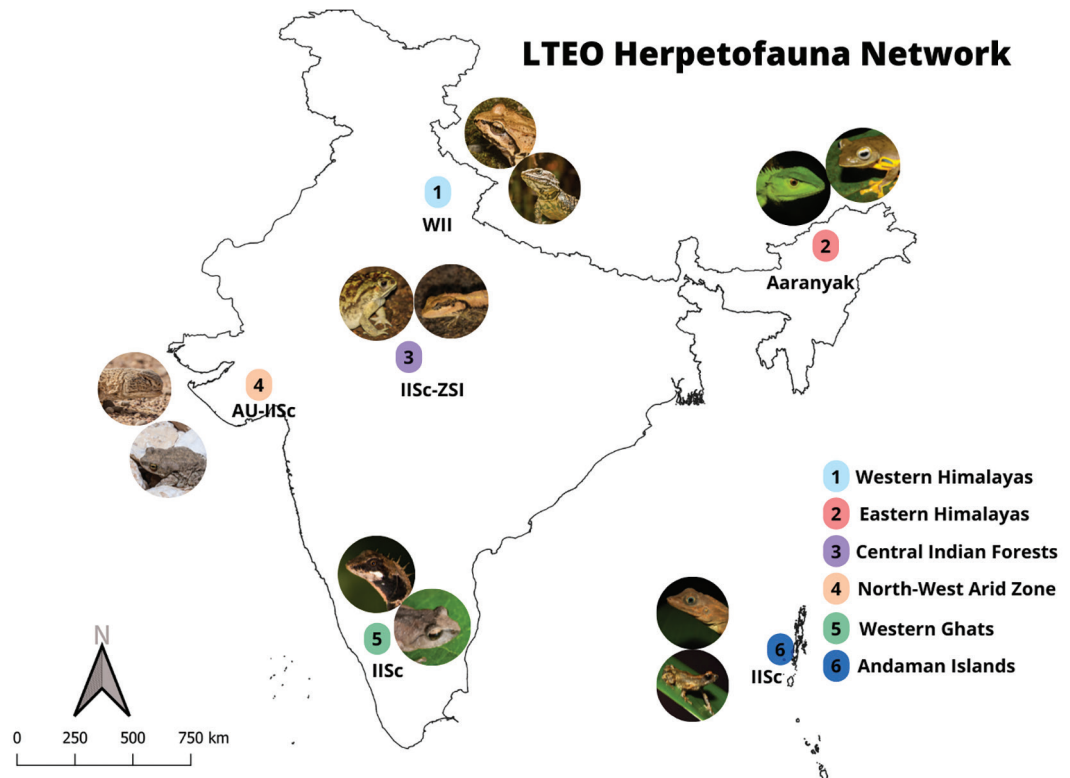 LTEO Herpetofauna Network
1
WII
2
Aaranyak
3
IISc-ZSI
4
AU-IISc
5
IISc
6
IISc
1 Western Himalayas
2 Eastern Himalayas
3 Central Indian Forests
4 North-West Arid Zone
5 Western Ghats
6 Andaman Islands
N
0 250 500 750 km